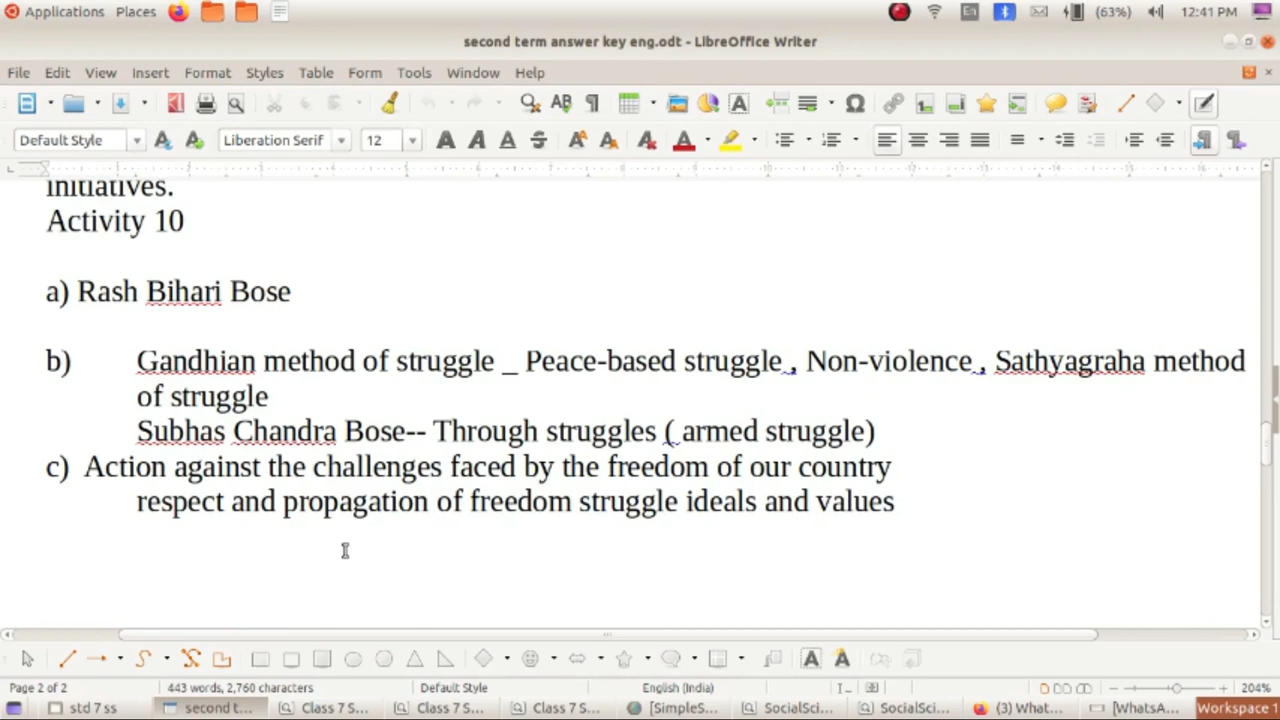 Applications Places En (63%) 12:41 PM
second term answer key eng.odt - LibreOffice Writer
File Edit View Insert Format Styles Table Form Tools Window Help
Default Style Liberation Serif 12
initiatives.
Activity 10
a) Rash Bihari Bose
b) Gandhian method of struggle _ Peace-based struggle , Non-violence , Sathyagraha method
of struggle
Subhas Chandra Bose-- Through struggles ( armed struggle)
c) Action against the challenges faced by the freedom of our country
respect and propagation of freedom struggle ideals and values
Page 2 of 2 443 words, 2,760 characters Default Style English (India) 204%
std 7 ss second t... Class 7 S... Class 7 S... Class 7 S... [SimpleS... SocialSci... SocialSci... (3) What... [WhatsA... Workspace 1